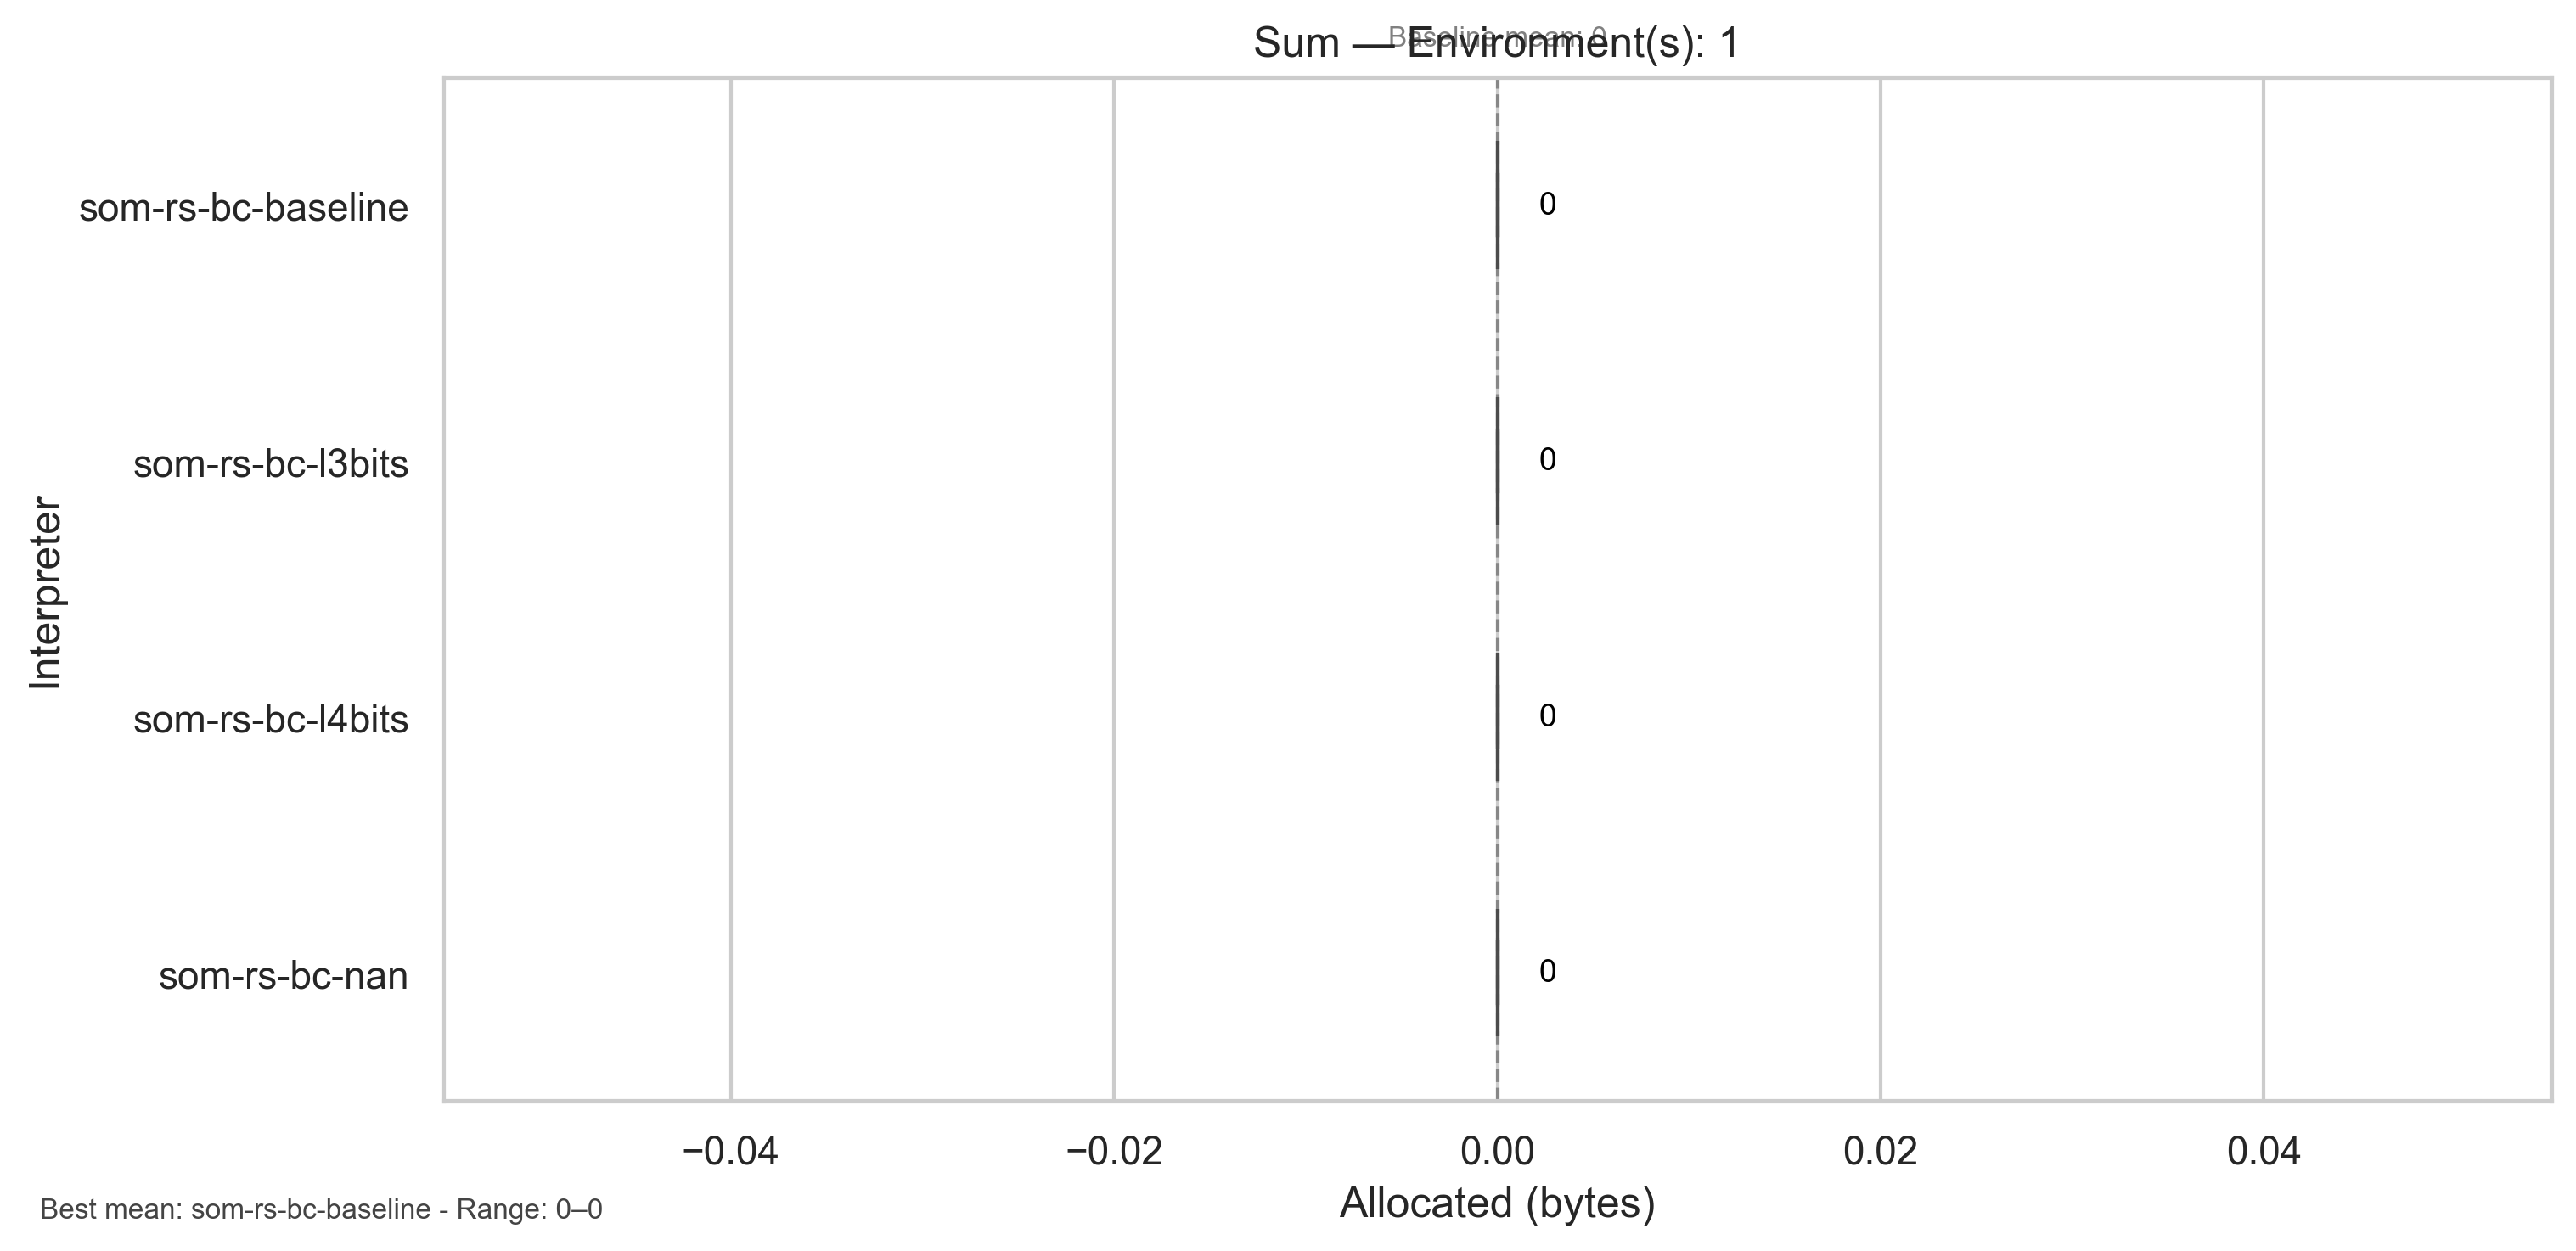 Baseline mean: 0
Sum — Environment(s): 1
som-rs-bc-baseline
0
som-rs-bc-l3bits
0
som-rs-bc-l4bits
0
som-rs-bc-nan
0
Interpreter
−0.04
−0.02
0.00
0.02
0.04
Allocated (bytes)
Best mean: som-rs-bc-baseline - Range: 0–0